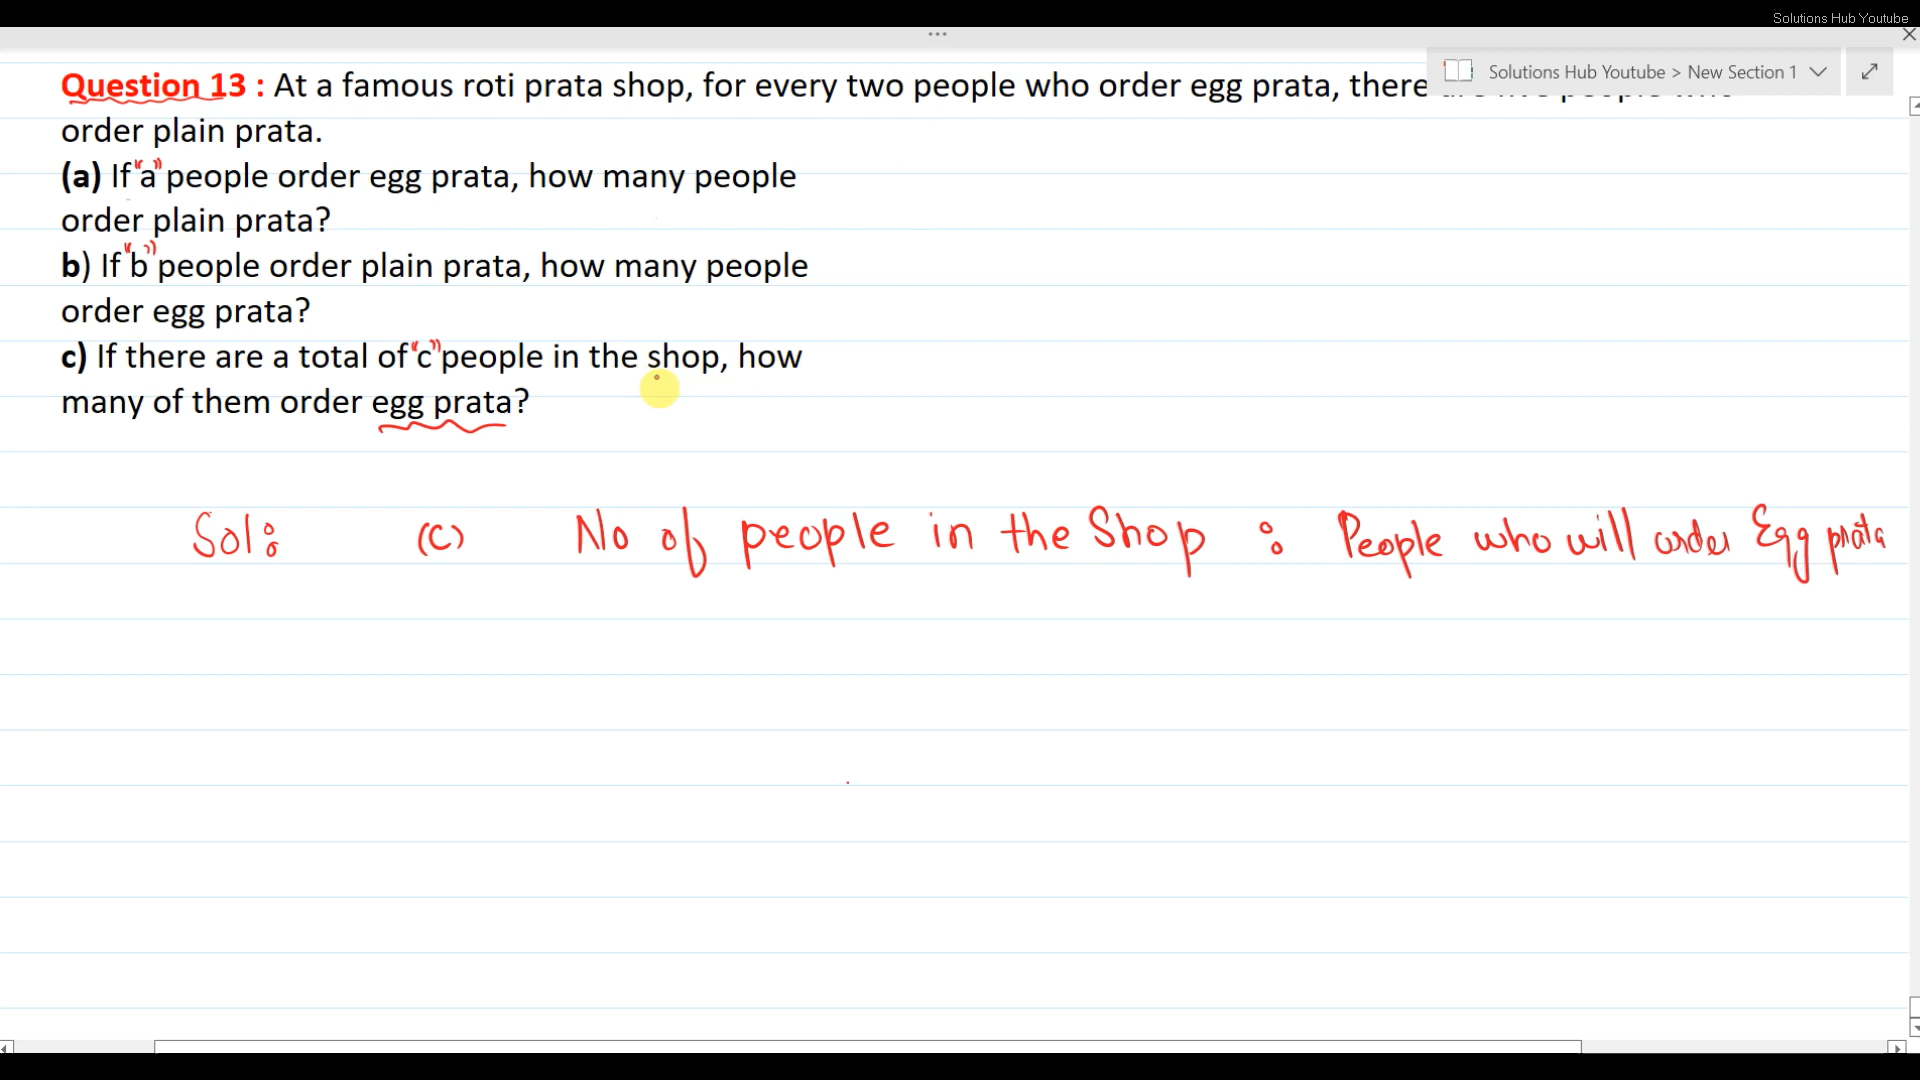 Solutions Hub Youtube
Solutions Hub Youtube > New Section 1
Question 13 : At a famous roti prata shop, for every two people who order egg prata, there are five people who
order plain prata.
(a) If "a" people order egg prata, how many people
order plain prata?
b) If "b" people order plain prata, how many people
order egg prata?
c) If there are a total of "c" people in the shop, how
many of them order egg prata?
Sol: (c) No of people in the Shop : People who will order Egg prata